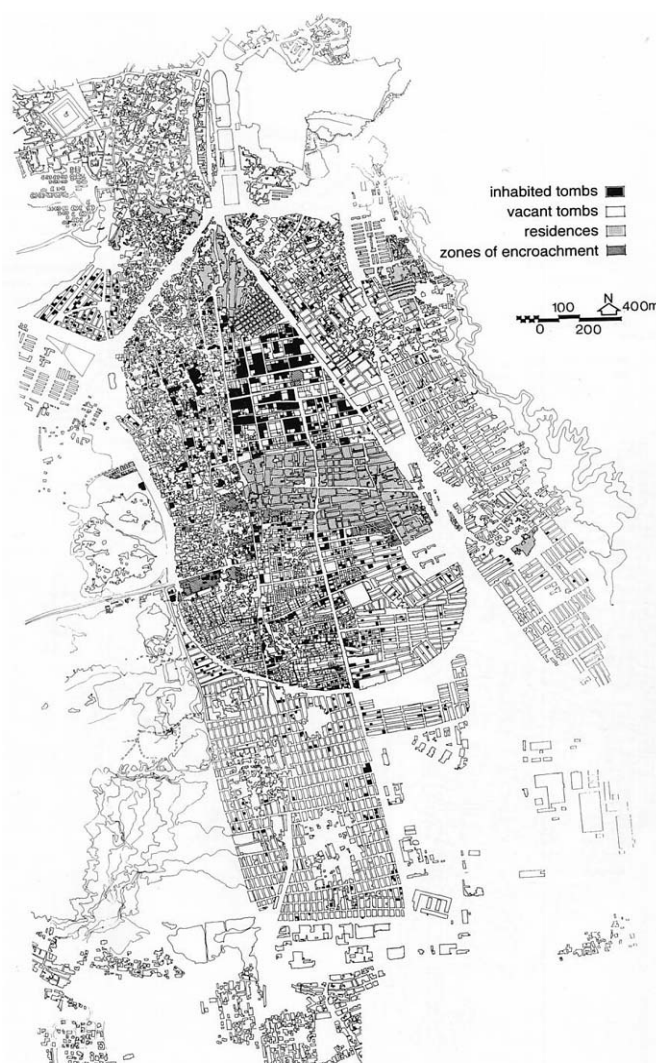 inhabited tombs
vacant tombs
residences
zones of encroachment
N
100 400m
0 200